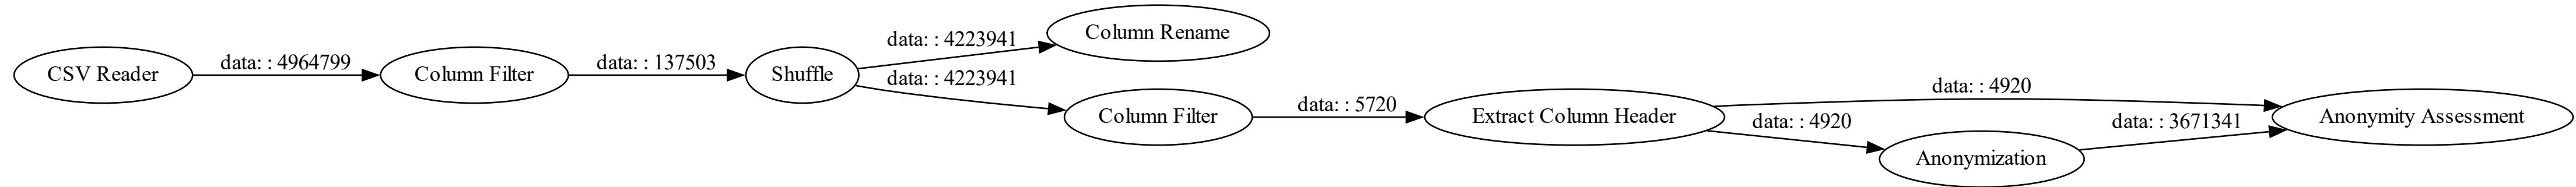 CSV Reader
data: : 4964799
Column Filter
data: : 137503
Shuffle
data: : 4223941
Column Rename
data: : 4223941
Column Filter
data: : 5720
Extract Column Header
data: : 4920
data: : 4920
Anonymization
data: : 3671341
Anonymity Assessment